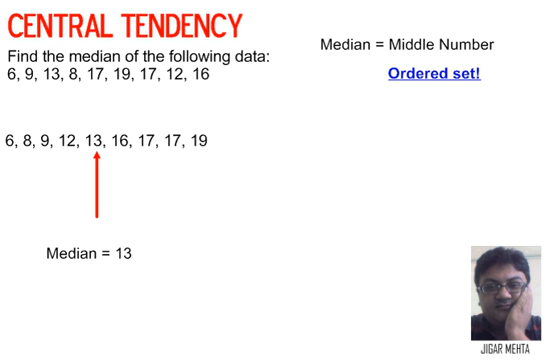 CENTRAL TENDENCY
Find the median of the following data:
6, 9, 13, 8, 17, 19, 17, 12, 16
Median = Middle Number
Ordered set!
6, 8, 9, 12, 13, 16, 17, 17, 19
Median = 13
JIGAR MEHTA